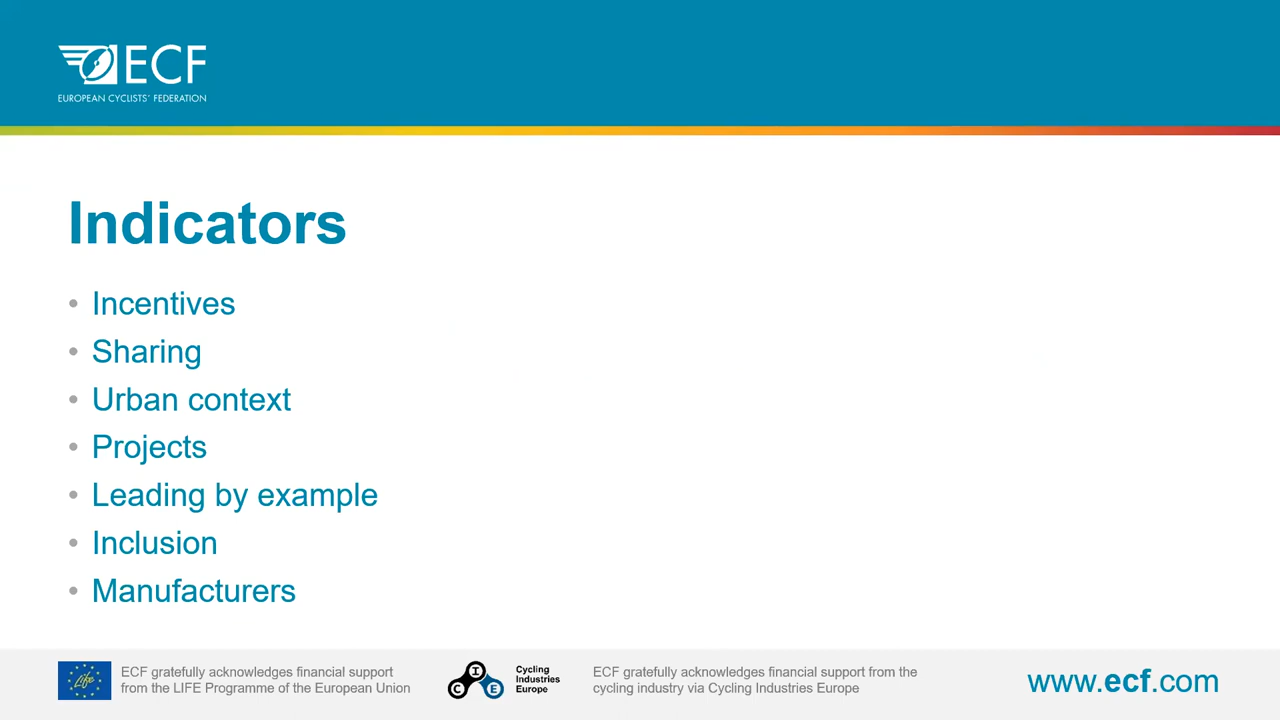 ECF
EUROPEAN CYCLISTS' FEDERATION
Indicators
• Incentives
• Sharing
• Urban context
• Projects
• Leading by example
• Inclusion
• Manufacturers
Life
ECF gratefully acknowledges financial support
from the LIFE Programme of the European Union
C I E
Cycling
Industries
Europe
ECF gratefully acknowledges financial support from the
cycling industry via Cycling Industries Europe
www.ecf.com